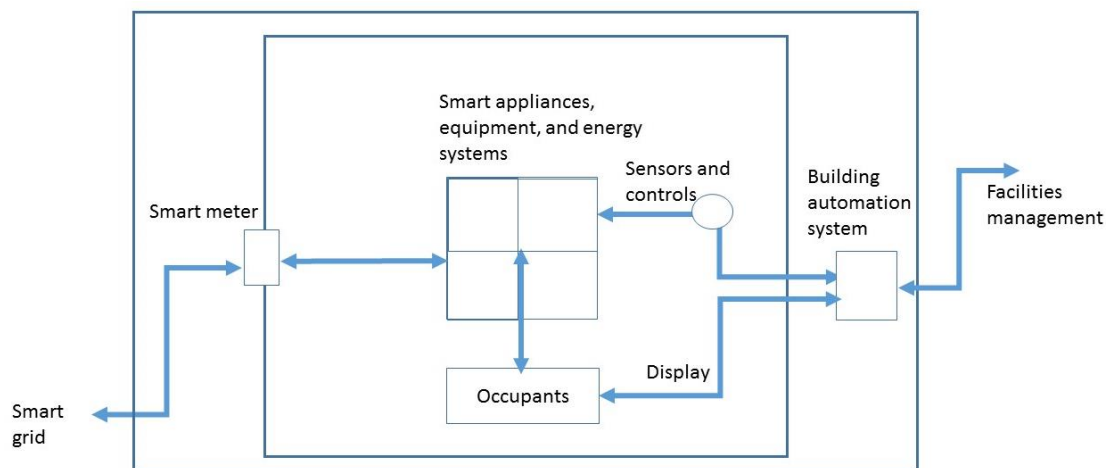 Smart appliances,
equipment, and energy
systems
Sensors and
controls
Building
automation
system
Facilities
management
Smart meter
Display
Occupants
Smart
grid